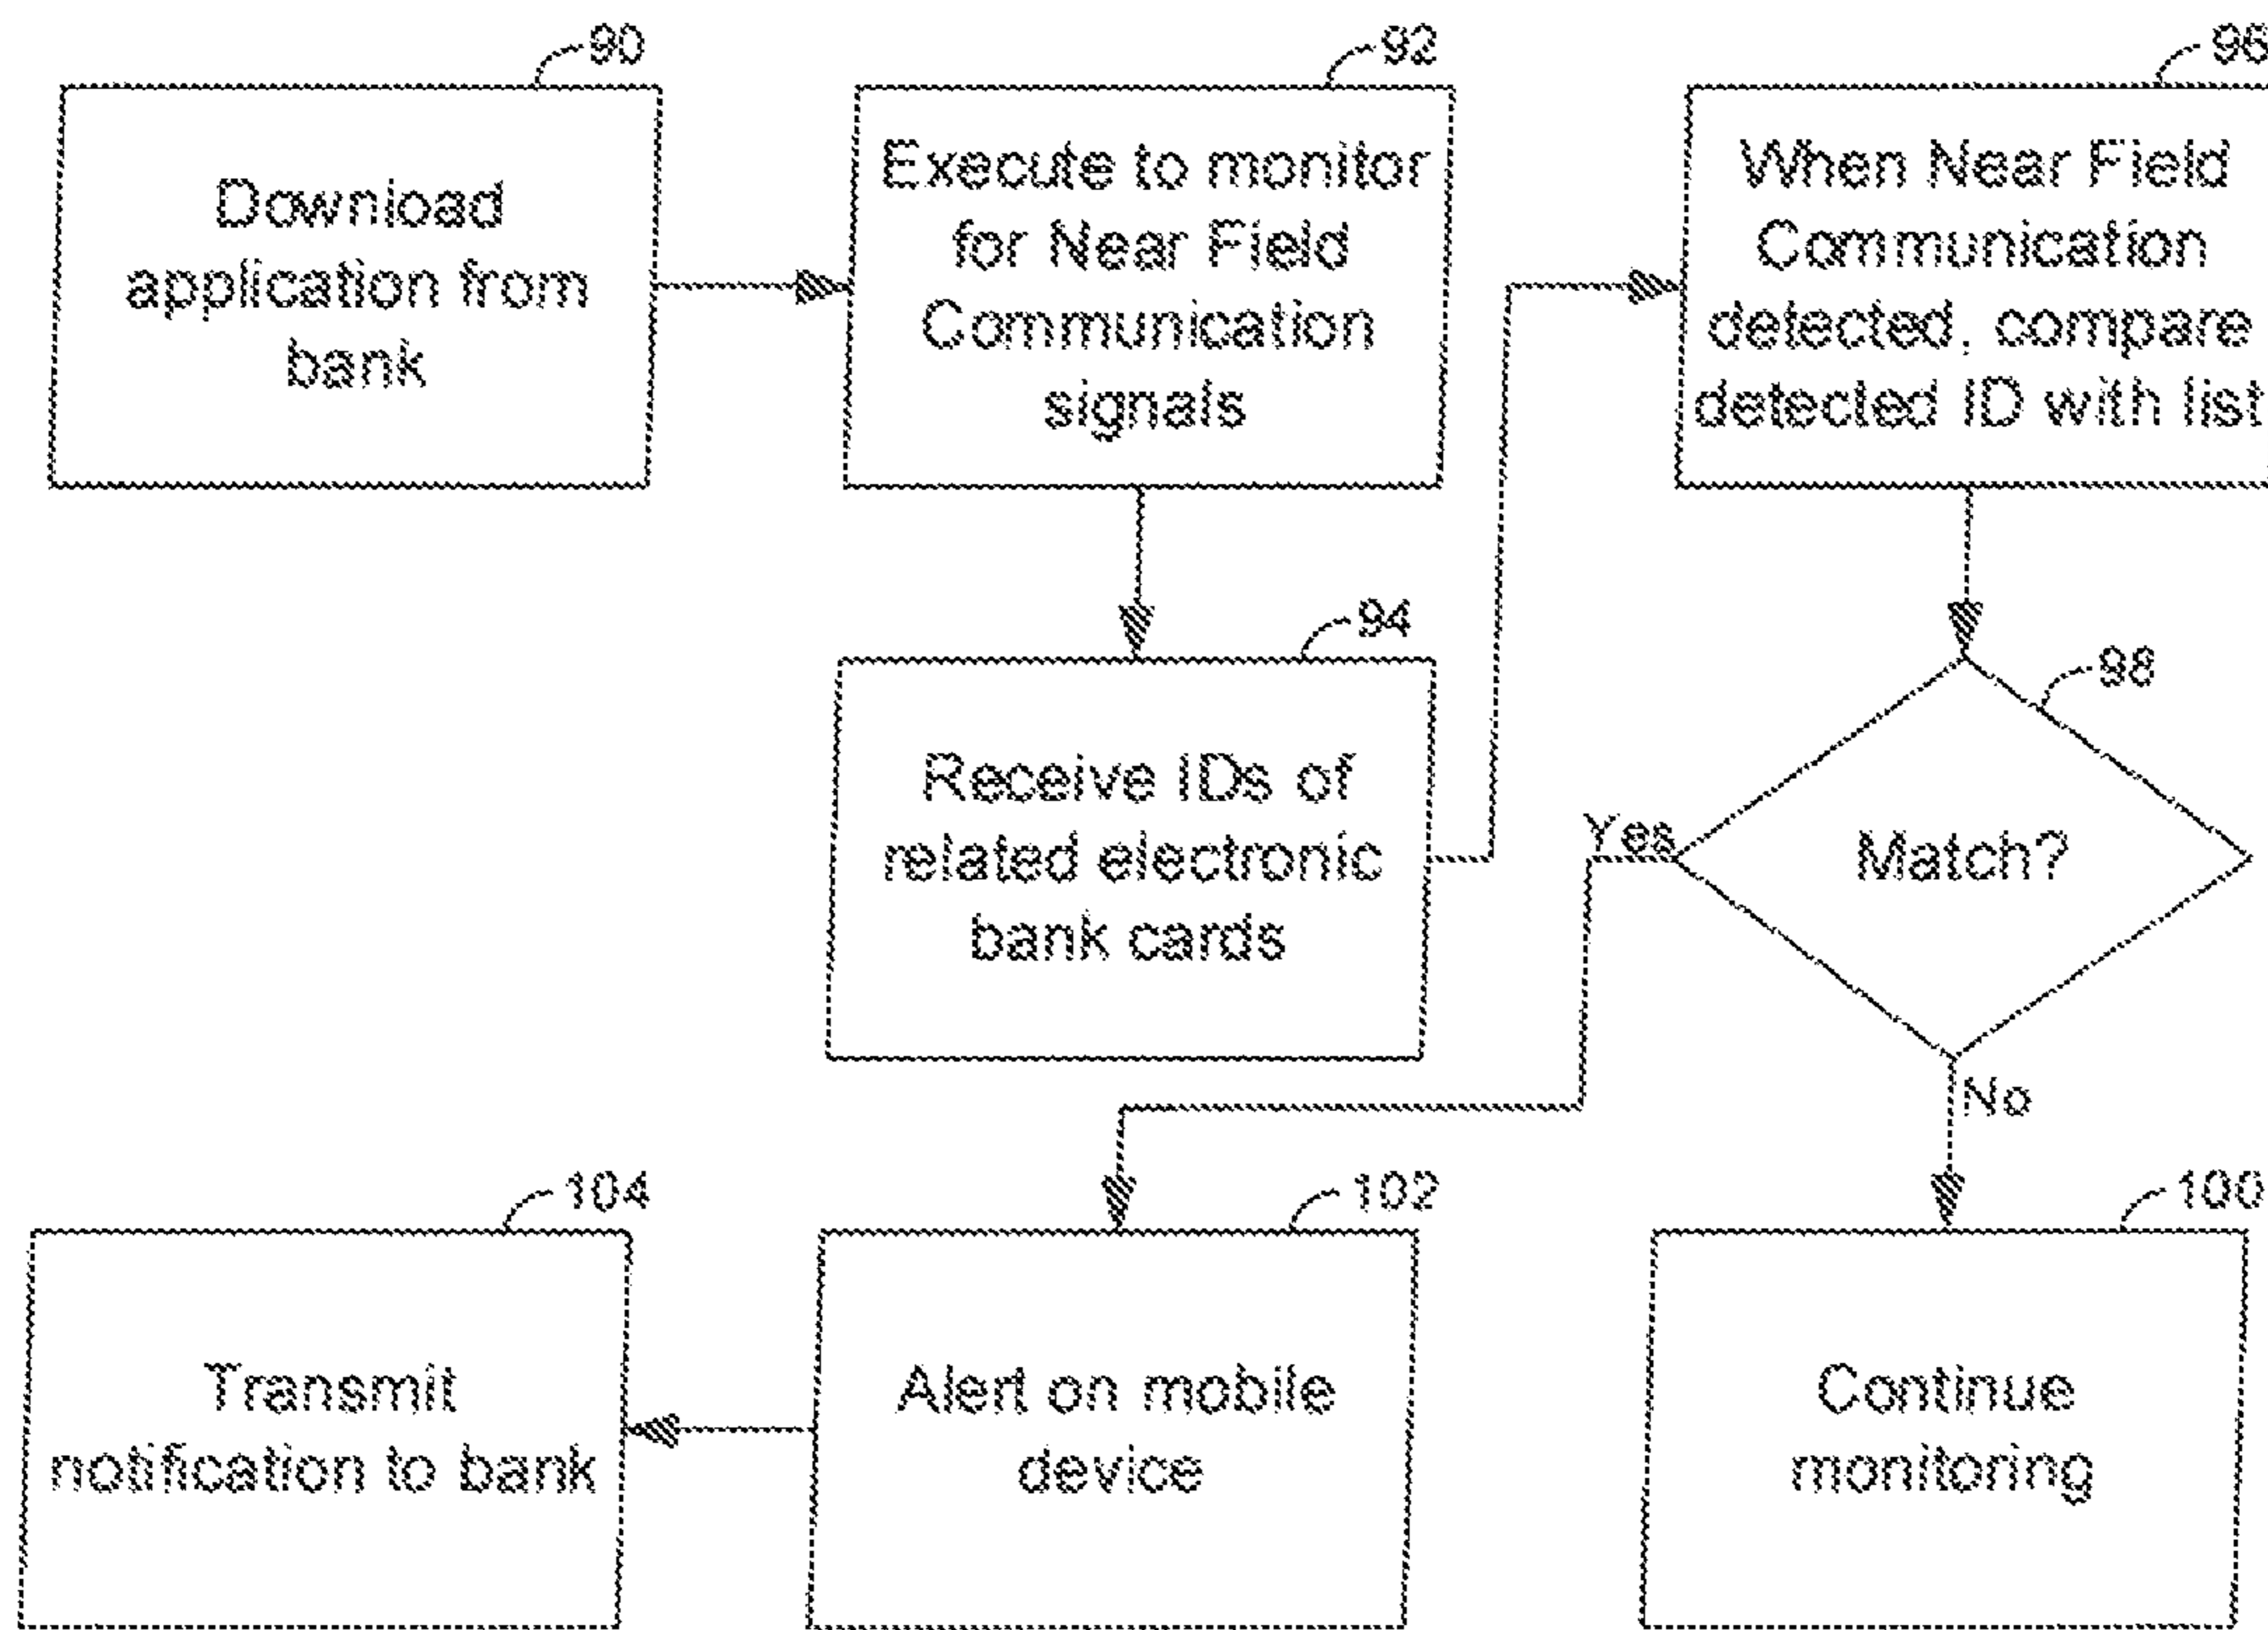 90
Download
application from
bank
92
Execute to monitor
for Near Field
Communication
signals
94
Receive IDs of
related electronic
bank cards
96
When Near Field
Communication
detected, compare
detected ID with list
98
Match?
Yes
No
100
Continue
monitoring
102
Alert on mobile
device
104
Transmit
notification to bank